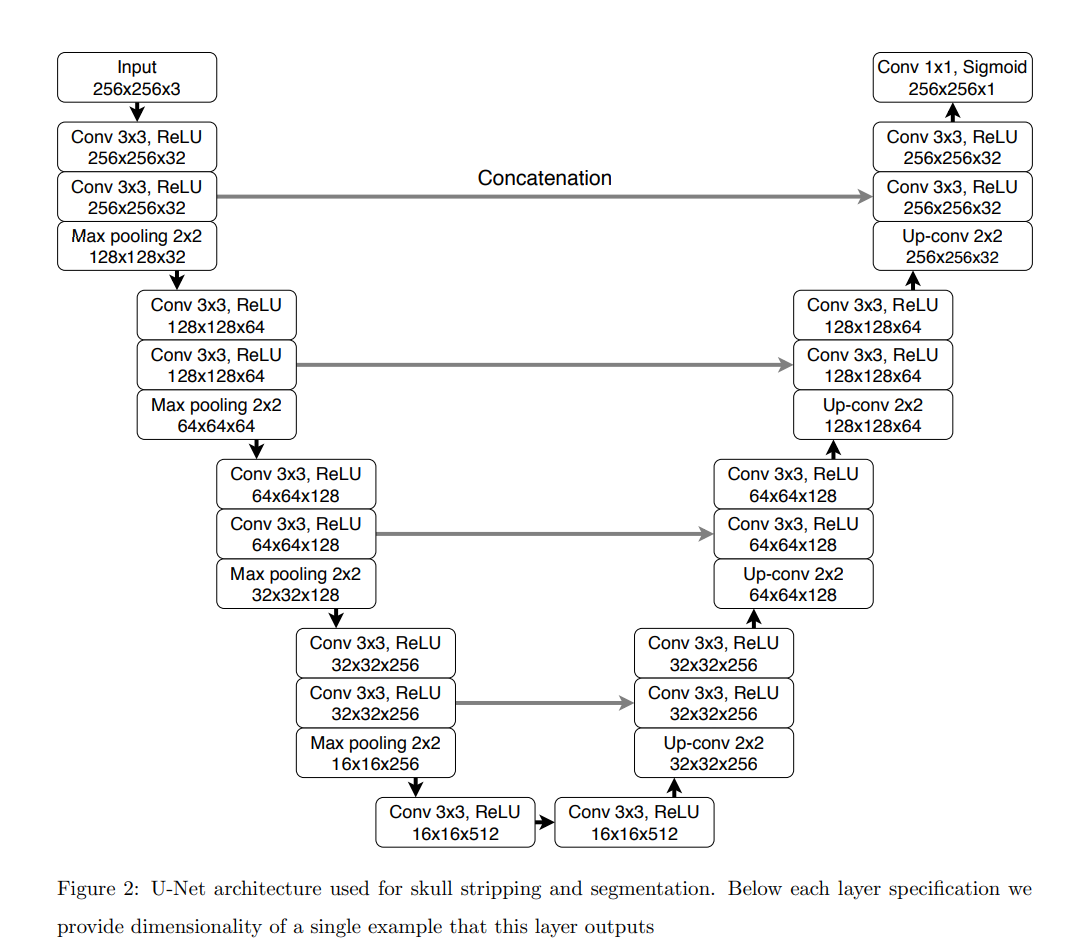 Input
256x256x3
Conv 3x3, ReLU
256x256x32
Conv 3x3, ReLU
256x256x32
Max pooling 2x2
128x128x32
Conv 3x3, ReLU
128x128x64
Conv 3x3, ReLU
128x128x64
Max pooling 2x2
64x64x64
Conv 3x3, ReLU
64x64x128
Conv 3x3, ReLU
64x64x128
Max pooling 2x2
32x32x128
Conv 3x3, ReLU
32x32x256
Conv 3x3, ReLU
32x32x256
Max pooling 2x2
16x16x256
Conv 3x3, ReLU
16x16x512
Conv 3x3, ReLU
16x16x512
Concatenation
Conv 1x1, Sigmoid
256x256x1
Conv 3x3, ReLU
256x256x32
Conv 3x3, ReLU
256x256x32
Up-conv 2x2
256x256x32
Conv 3x3, ReLU
128x128x64
Conv 3x3, ReLU
128x128x64
Up-conv 2x2
128x128x64
Conv 3x3, ReLU
64x64x128
Conv 3x3, ReLU
64x64x128
Up-conv 2x2
64x64x128
Conv 3x3, ReLU
32x32x256
Conv 3x3, ReLU
32x32x256
Up-conv 2x2
32x32x256
Figure 2: U-Net architecture used for skull stripping and segmentation. Below each layer specification we
provide dimensionality of a single example that this layer outputs